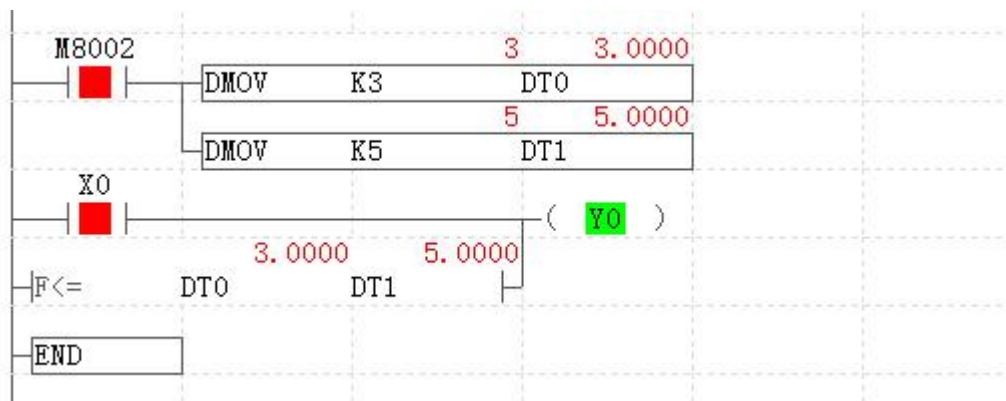 M8002
3 3.0000
DMOV K3 DT0
5 5.0000
DMOV K5 DT1
X0
( Y0 )
3.0000 5.0000
F<= DT0 DT1
END